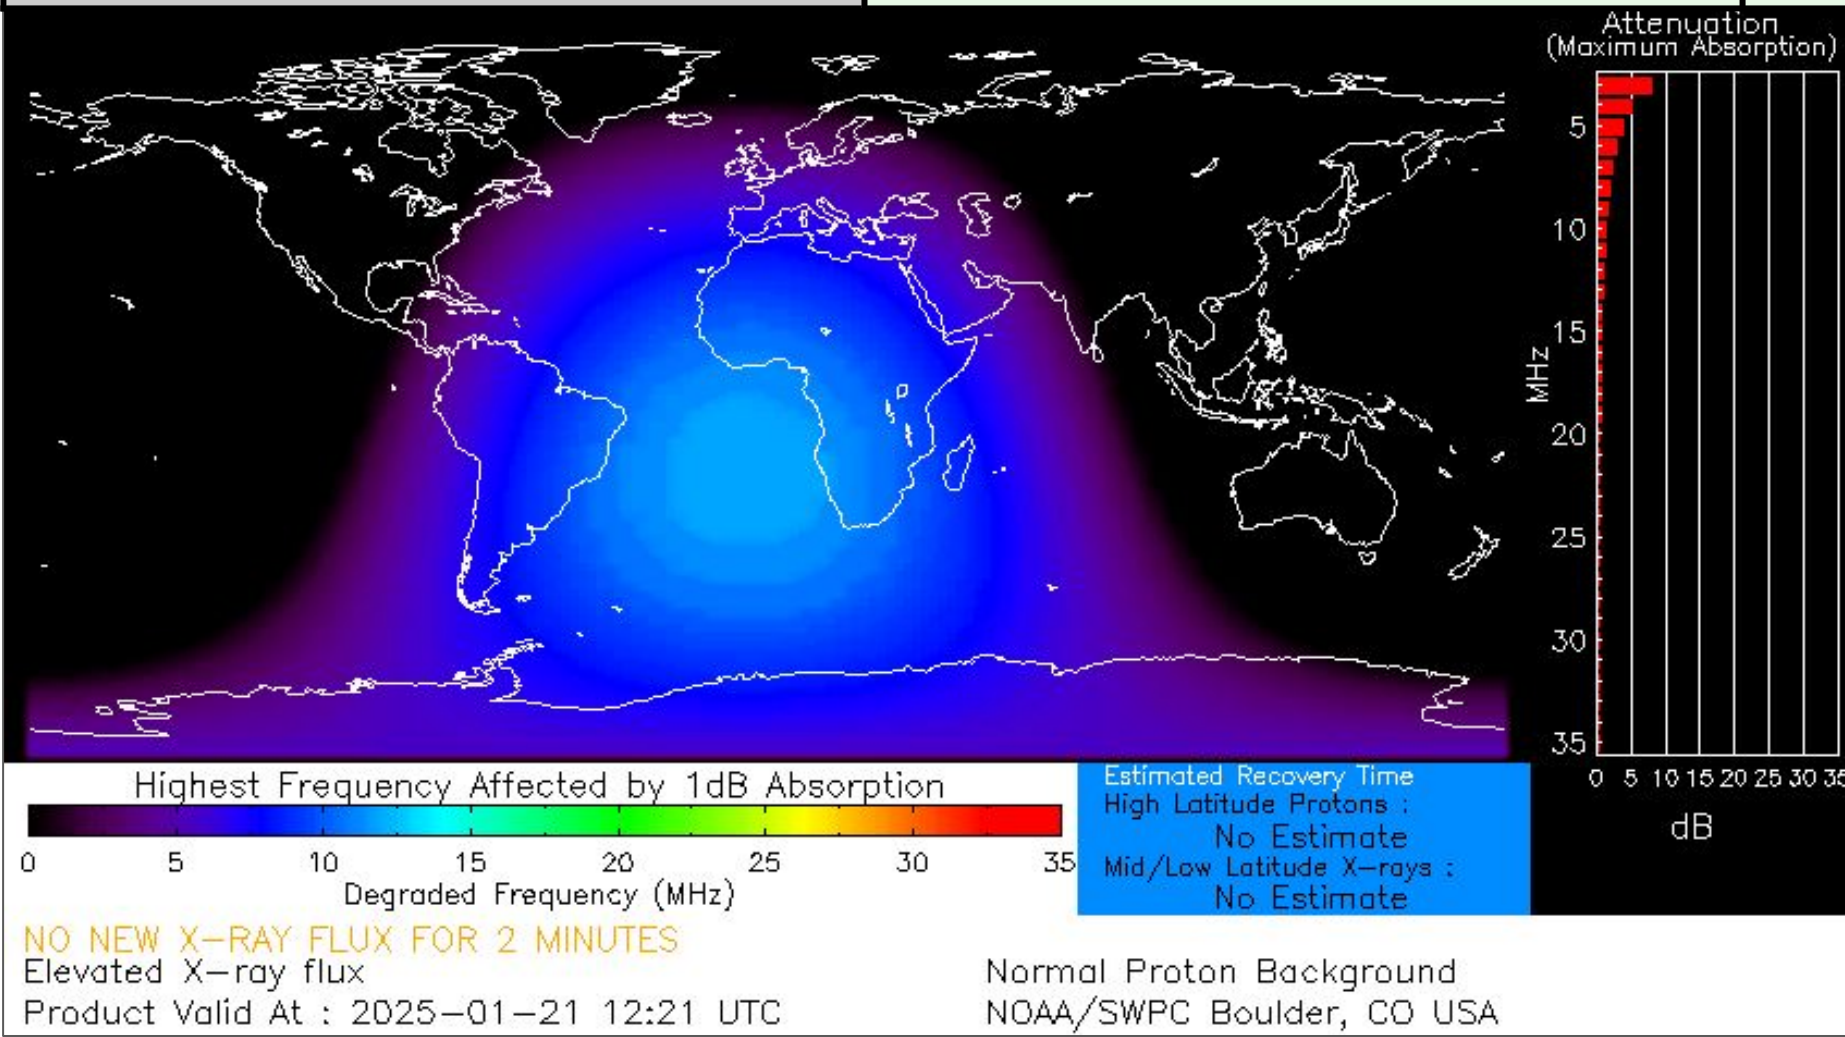 Attenuation
(Maximum Absorption)
5
10
15
20
25
30
35
MHz
0 5 10 15 20 25 30 35
dB
Highest Frequency Affected by 1dB Absorption
0 5 10 15 20 25 30 35
Degraded Frequency (MHz)
Estimated Recovery Time
High Latitude Protons :
No Estimate
Mid/Low Latitude X-rays :
No Estimate
NO NEW X-RAY FLUX FOR 2 MINUTES
Elevated X-ray flux
Normal Proton Background
Product Valid At : 2025-01-21 12:21 UTC
NOAA/SWPC Boulder, CO USA